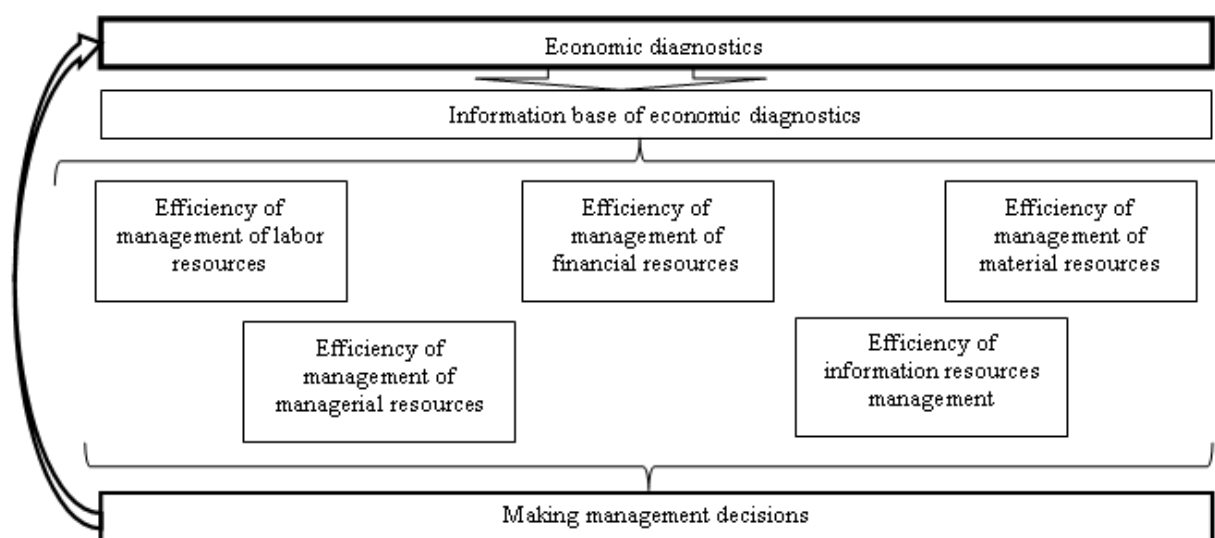 Economic diagnostics
Information base of economic diagnostics
Efficiency of
management of labor
resources
Efficiency of
management of
financial resources
Efficiency of
management of
material resources
Efficiency of
management of
managerial resources
Efficiency of
information resources
management
Making management decisions